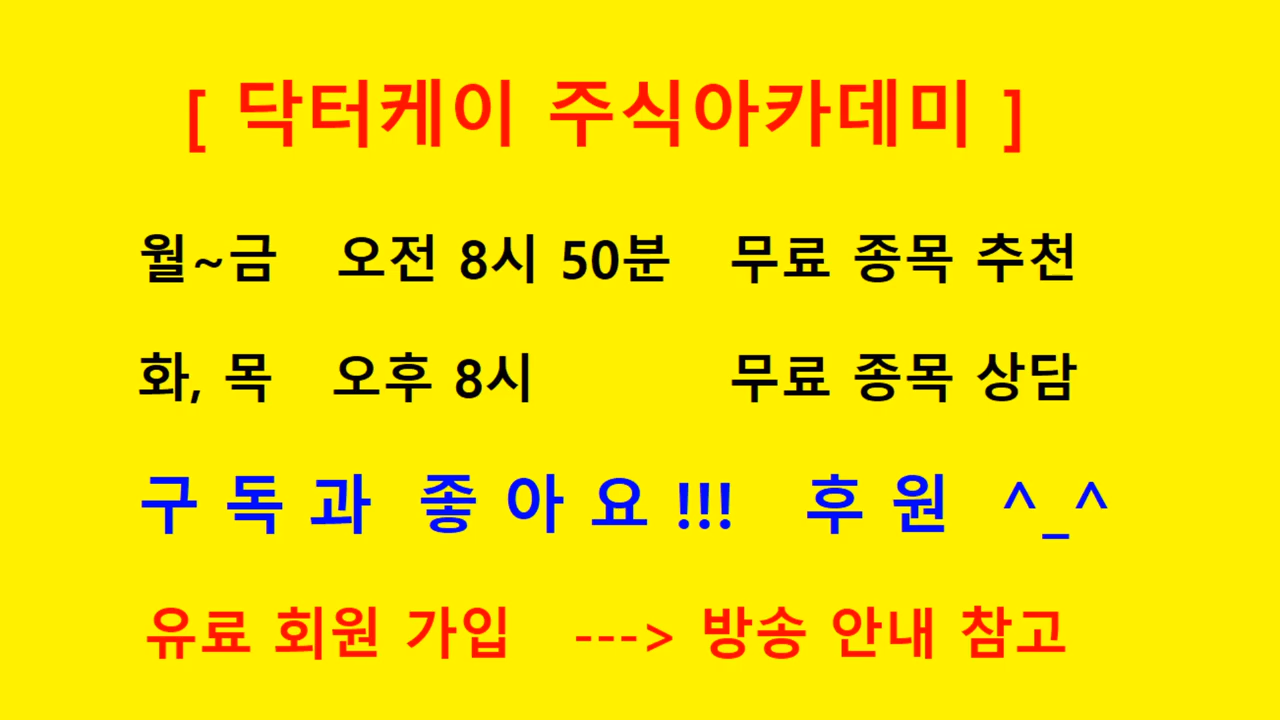 [ 닥터케이 주식아카데미 ]
월~금 오전 8시 50분 무료 종목 추천
화, 목 오후 8시 무료 종목 상담
구 독 과 좋 아 요 !!! 후 원 ^_^
유료 회원 가입 ---> 방송 안내 참고